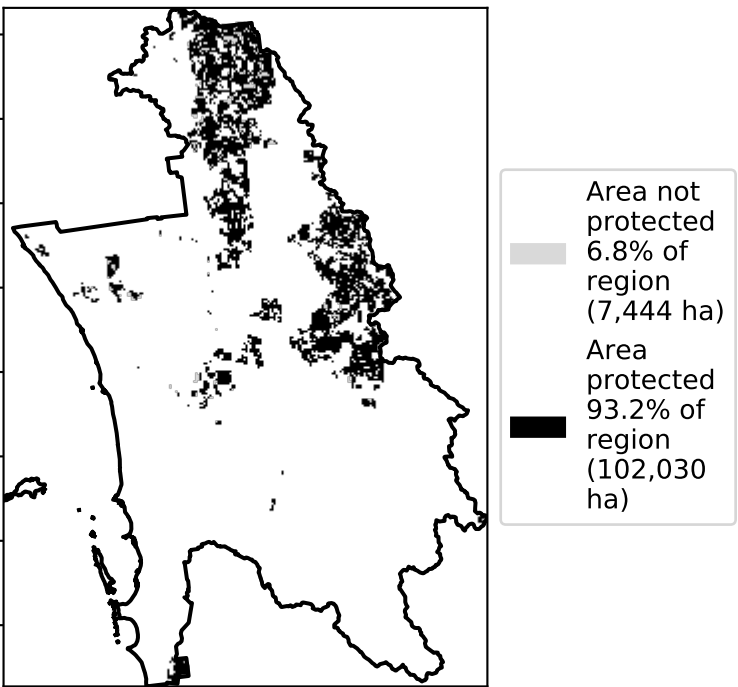 Area not
protected
6.8% of
region
(7,444 ha)
Area
protected
93.2% of
region
(102,030
ha)